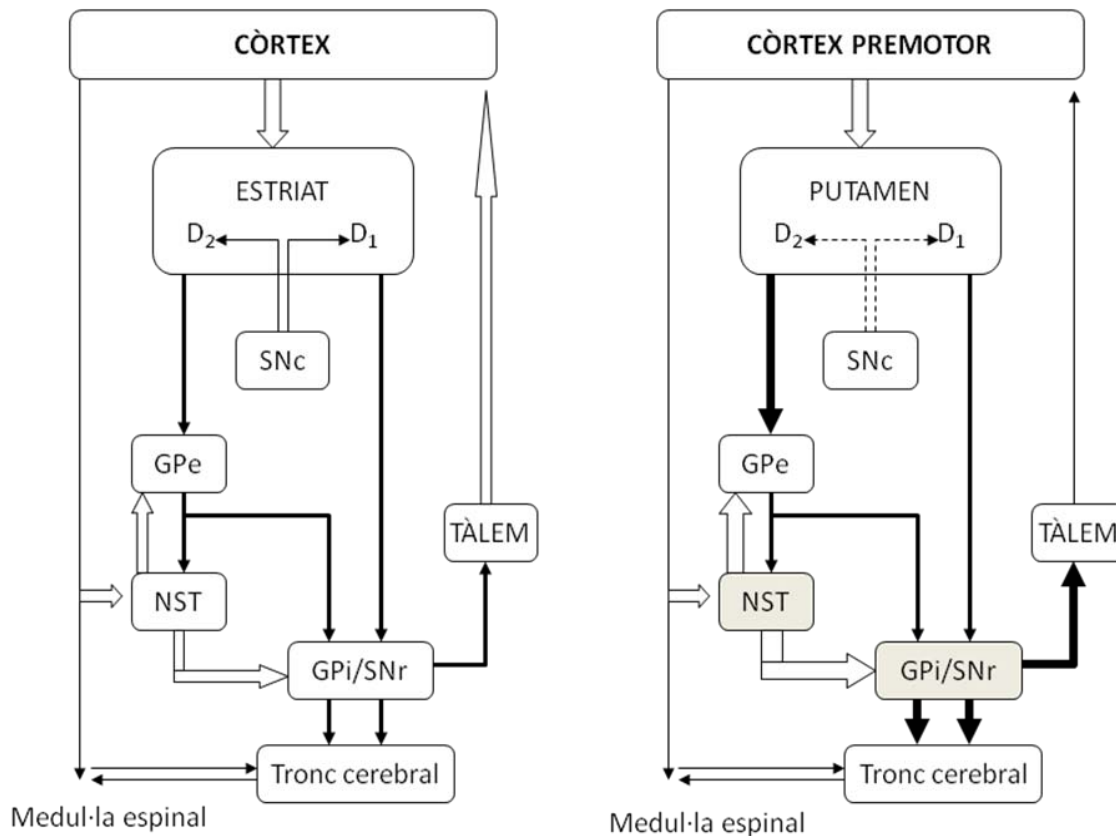 CÒRTEX
ESTRIAT
D2
D1
SNc
GPe
TÀLEM
NST
GPi/SNr
Tronc cerebral
Medul·la espinal
CÒRTEX PREMOTOR
PUTAMEN
D2
D1
SNc
GPe
TÀLEM
NST
GPi/SNr
Tronc cerebral
Medul·la espinal